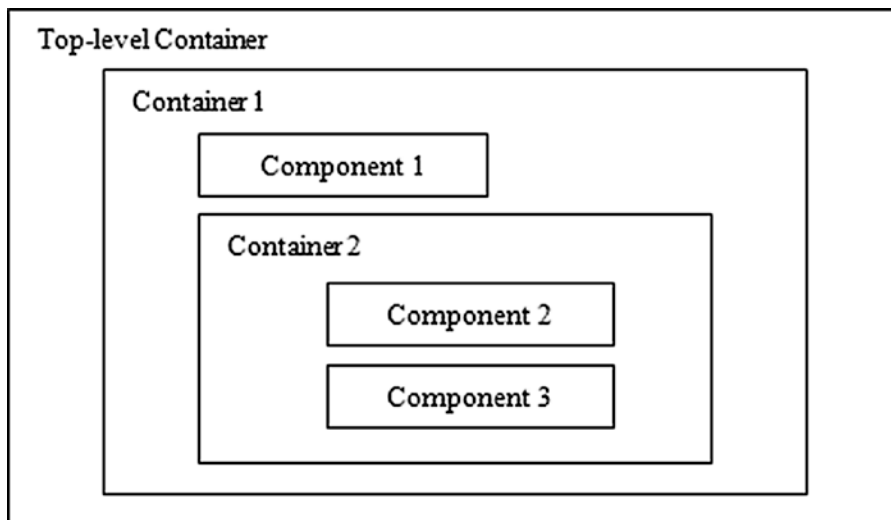 Top-level Container
Container 1
Component 1
Container 2
Component 2
Component 3